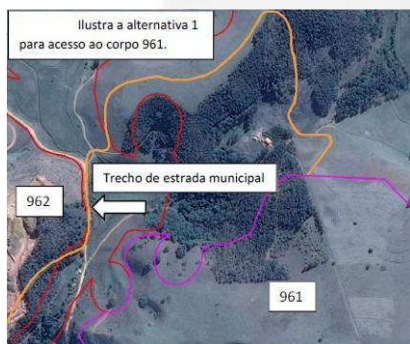 Ilustra a alternativa 1
para acesso ao corpo 961.
Trecho de estrada municipal
962
961